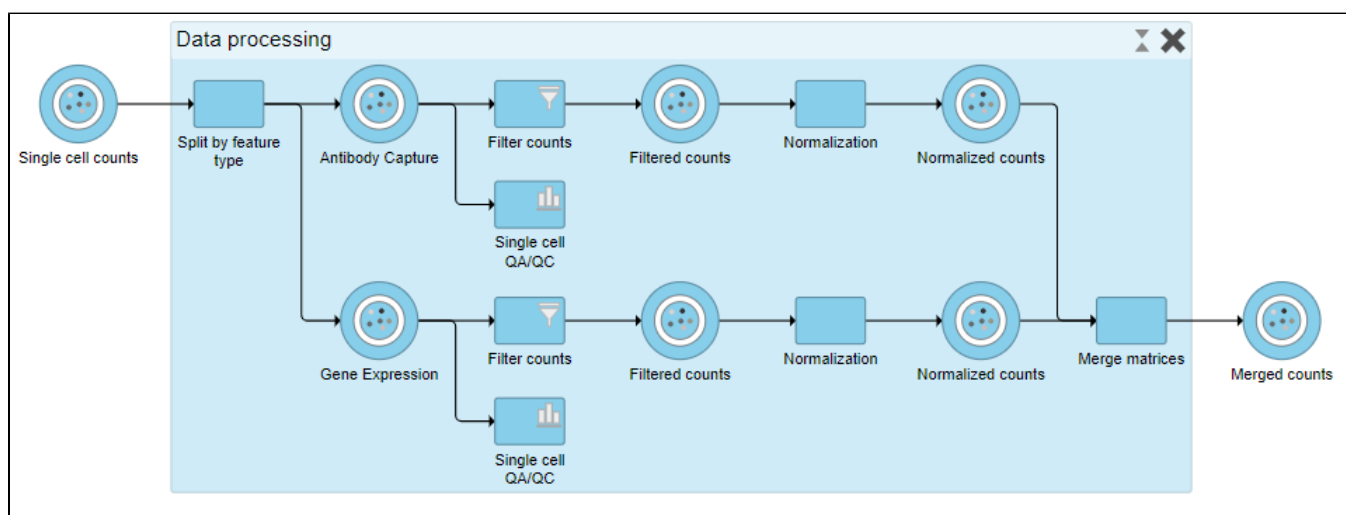 Data processing
Single cell counts
Split by feature
type
Antibody Capture
Filter counts
Filtered counts
Normalization
Normalized counts
Single cell
QA/QC
Gene Expression
Filter counts
Filtered counts
Normalization
Normalized counts
Merge matrices
Merged counts
Single cell
QA/QC